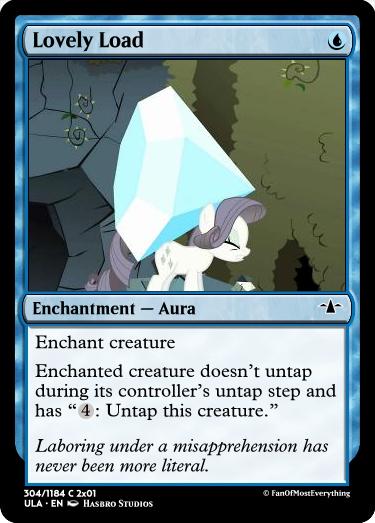 Lovely Load
Enchantment — Aura
Enchant creature
Enchanted creature doesn't untap
during its controller's untap step and
has “4: Untap this creature.”
Laboring under a misapprehension has
never been more literal.
304/1184 C 2x01
ULA • EN Hasbro Studios
© FanOfMostEverything